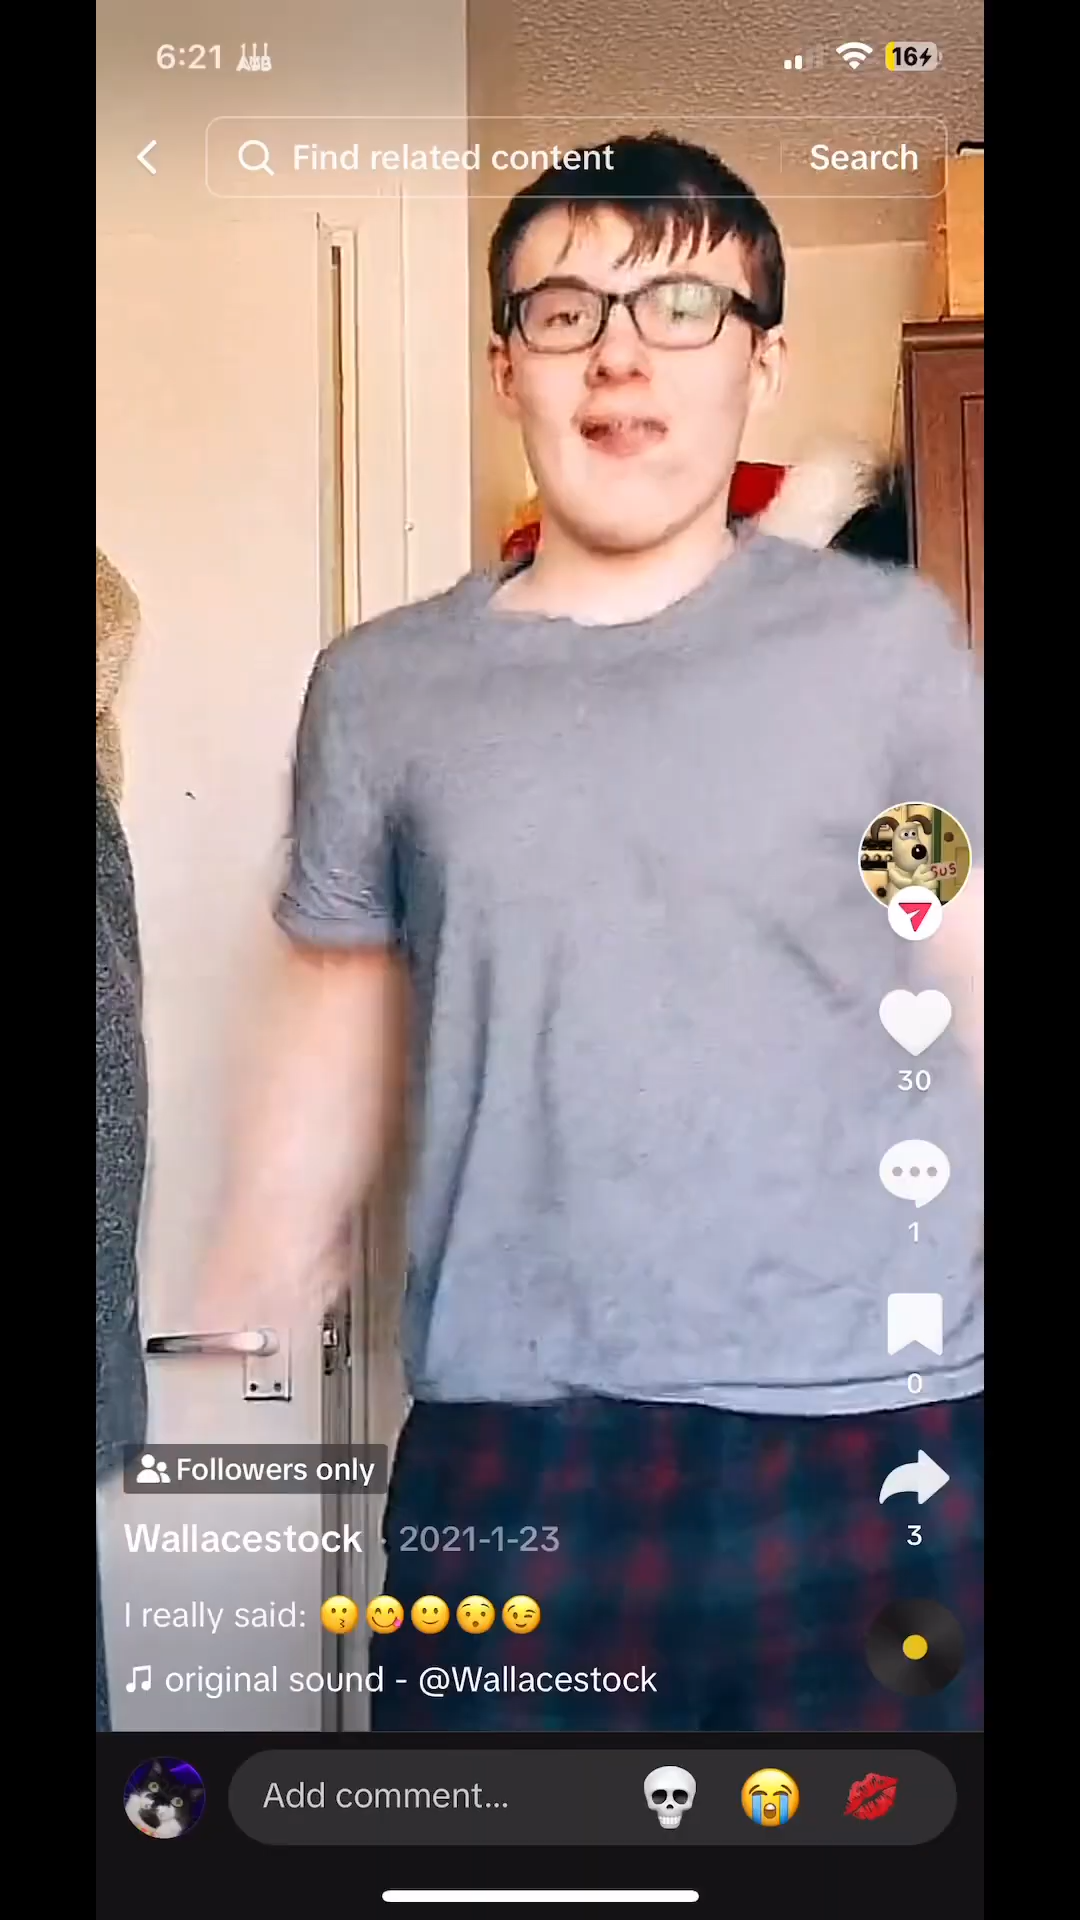 6:21
16
Find related content
Search
SUS
30
1
0
3
Followers only
Wallacestock · 2021-1-23
I really said: 😗😋🙂😯😉
original sound - @Wallacestock
Add comment...